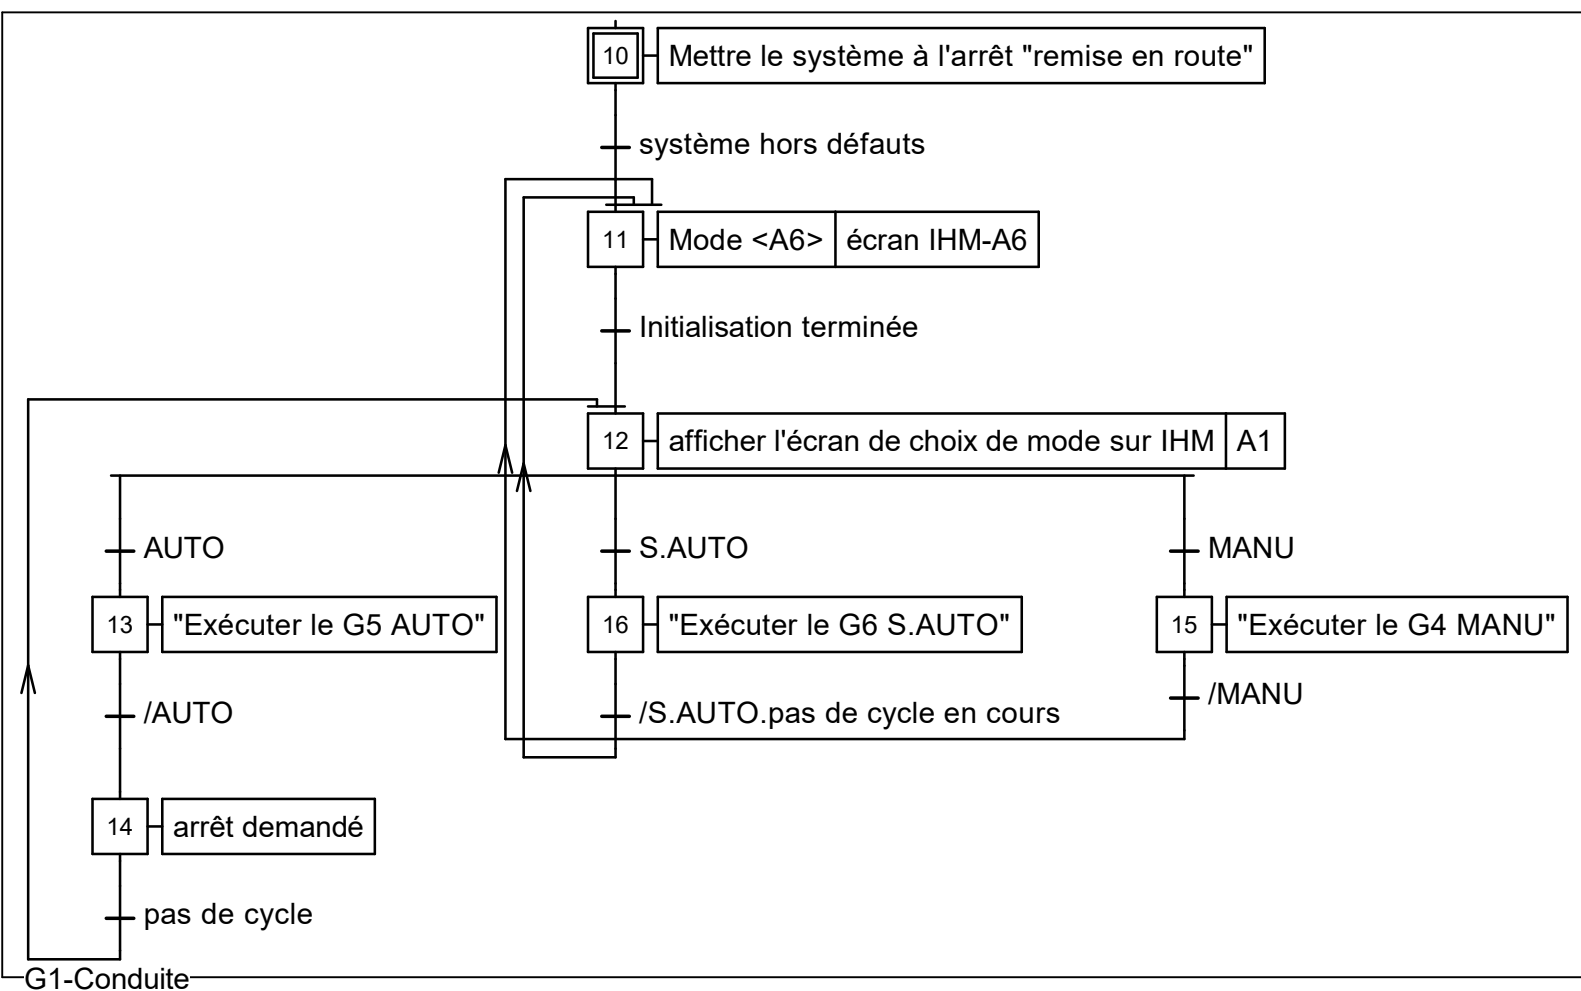 10 Mettre le système à l'arrêt "remise en route"
système hors défauts
11 Mode <A6> écran IHM-A6
Initialisation terminée
12 afficher l'écran de choix de mode sur IHM A1
AUTO S.AUTO MANU
13 "Exécuter le G5 AUTO" 16 "Exécuter le G6 S.AUTO" 15 "Exécuter le G4 MANU"
/AUTO /S.AUTO.pas de cycle en cours /MANU
14 arrêt demandé
pas de cycle
G1-Conduite